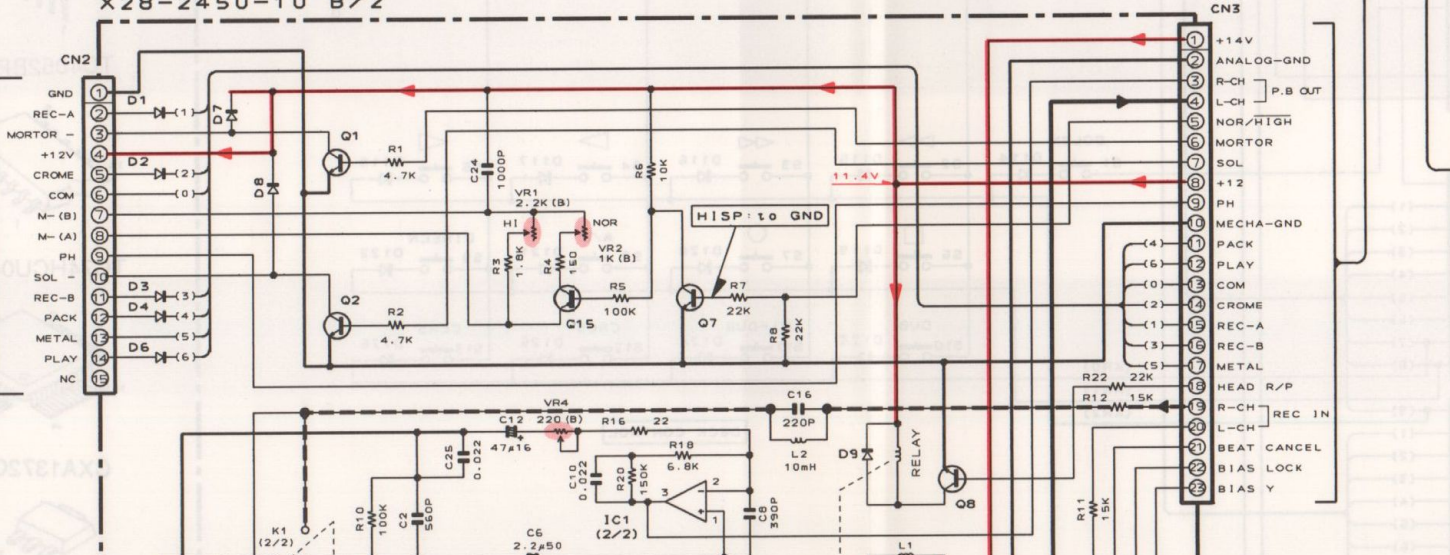 X28-2450-10 B/2
CN2
1 GND
2 REC-A
3 MORTOR -
4 +12V
5 CROME
6 COM
7 M-(B)
8 M-(A)
9 PH
10 SOL -
11 REC-B
12 PACK
13 METAL
14 PLAY
15 NC
D1
(1)
D2
(2)
(0)
D3
(3)
D4
(4)
(5)
D6
(6)
D7
D8
Q1
R1
4.7K
Q2
R2
4.7K
C24
1000P
VR1
2.2K(B)
HI
NOR
VR2
1K(B)
R3
1.8K
R4
150
Q15
R5
100K
R6
10K
HISP:to GND
11.4V
Q7
R7
22K
R8
22K
CN3
1 +14V
2 ANALOG-GND
3 R-CH
4 L-CH
P.B OUT
5 NOR/HIGH
6 MORTOR
7 SOL
8 +12
9 PH
10 MECHA-GND
11 PACK
12 PLAY
13 COM
14 CROME
15 REC-A
16 REC-B
17 METAL
18 HEAD R/P
19 R-CH
20 L-CH
REC IN
21 BEAT CANCEL
22 BIAS LOCK
23 BIAS Y
(4)
(6)
(0)
(2)
(1)
(3)
(5)
R22 22K
R12 15K
VR4
220(B)
C12
47μ16
R16 22
C16
220P
L2
10mH
C25
0.022
C10
0.022
R20
150K
R18
6.8K
2
3
1
IC1
(2/2)
C8
390P
D9
RELAY
Q8
R11
15K
K1
(2/2)
R10
100K
C2
560P
C6
2.2μ50
L1